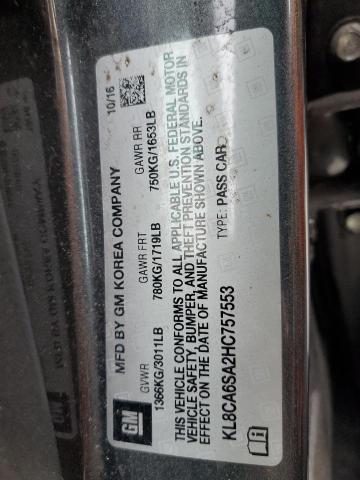 GM
MFD BY GM KOREA COMPANY 10/16
GVWR GAWR FRT GAWR RR
1366KG/3011LB 780KG/1719LB 750KG/1653LB
THIS VEHICLE CONFORMS TO ALL APPLICABLE U.S. FEDERAL MOTOR
VEHICLE SAFETY, BUMPER, AND THEFT PREVENTION STANDARDS IN
EFFECT ON THE DATE OF MANUFACTURE SHOWN ABOVE.
KL8CA6SA2HC757553 TYPE: PASS CAR